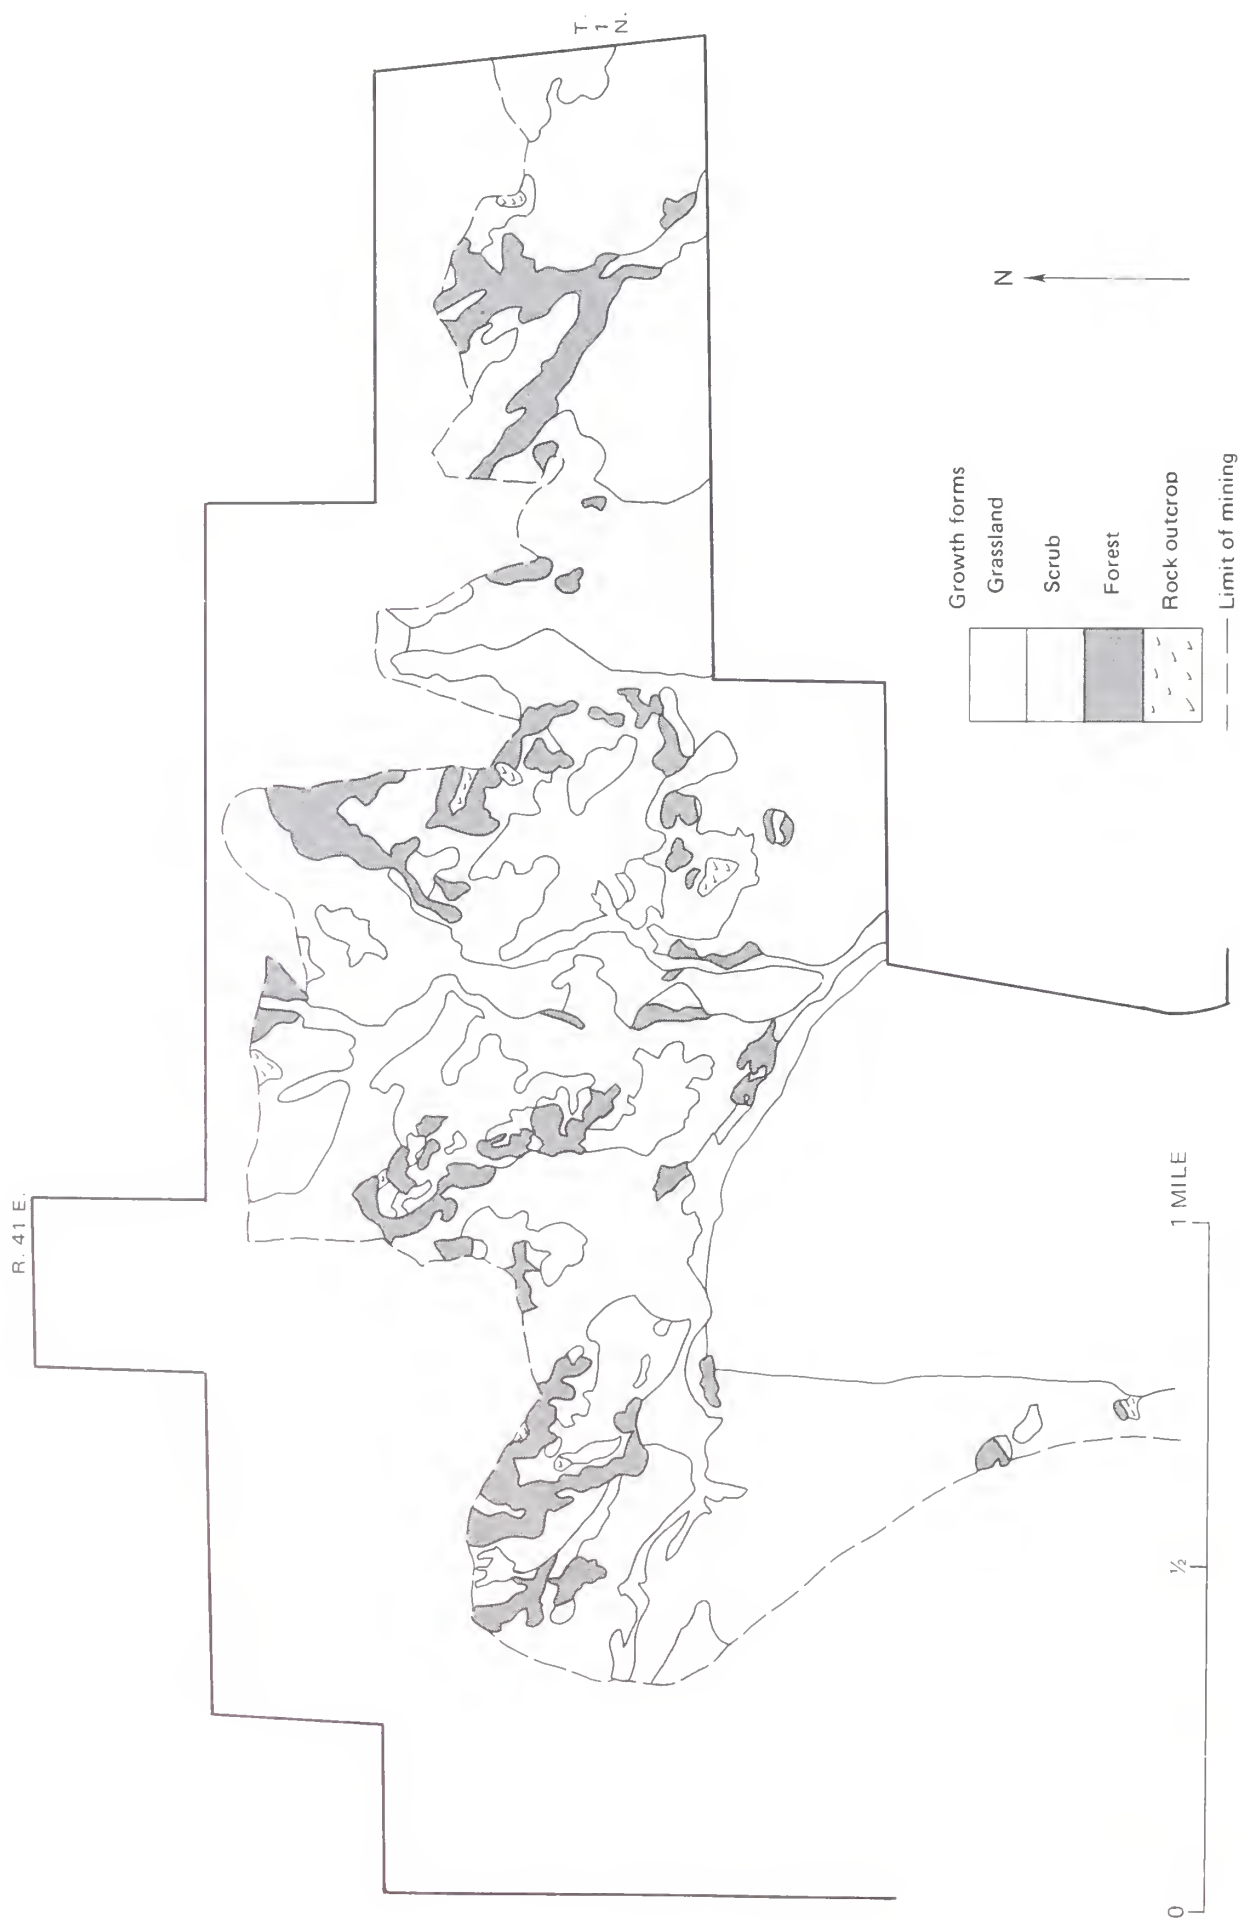 R. 41 E.
T.
1
N.
N
Growth forms
Grassland
Scrub
Forest
Rock outcrop
Limit of mining
0
½
1 MILE